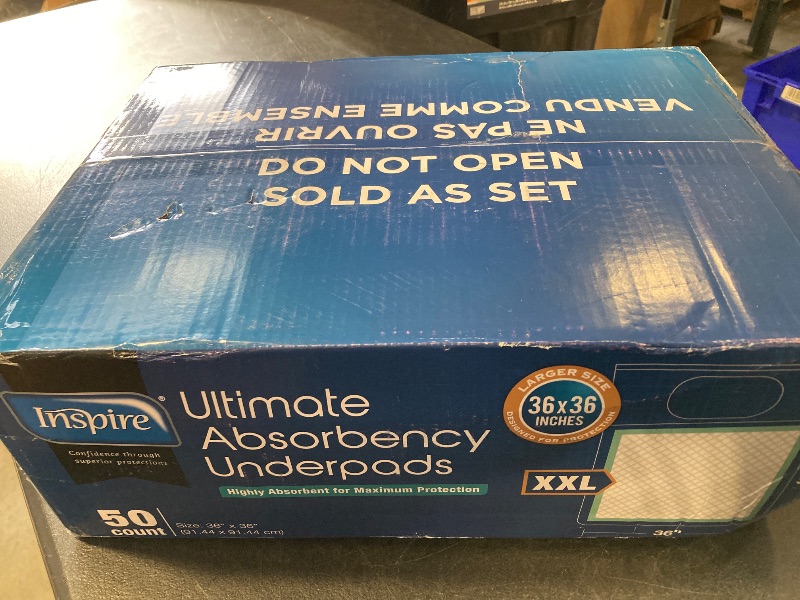 VENDU COMME ENSEMBLE
NE PAS OUVRIR
DO NOT OPEN
SOLD AS SET
Inspire®
Confidence through
superior protections
Ultimate
Absorbency
Underpads
Highly Absorbent for Maximum Protection
50
count
Size: 36" x 36"
(91.44 x 91.44 cm)
LARGER SIZE
36x36
INCHES
DESIGNED FOR PROTECTION
XXL
36"